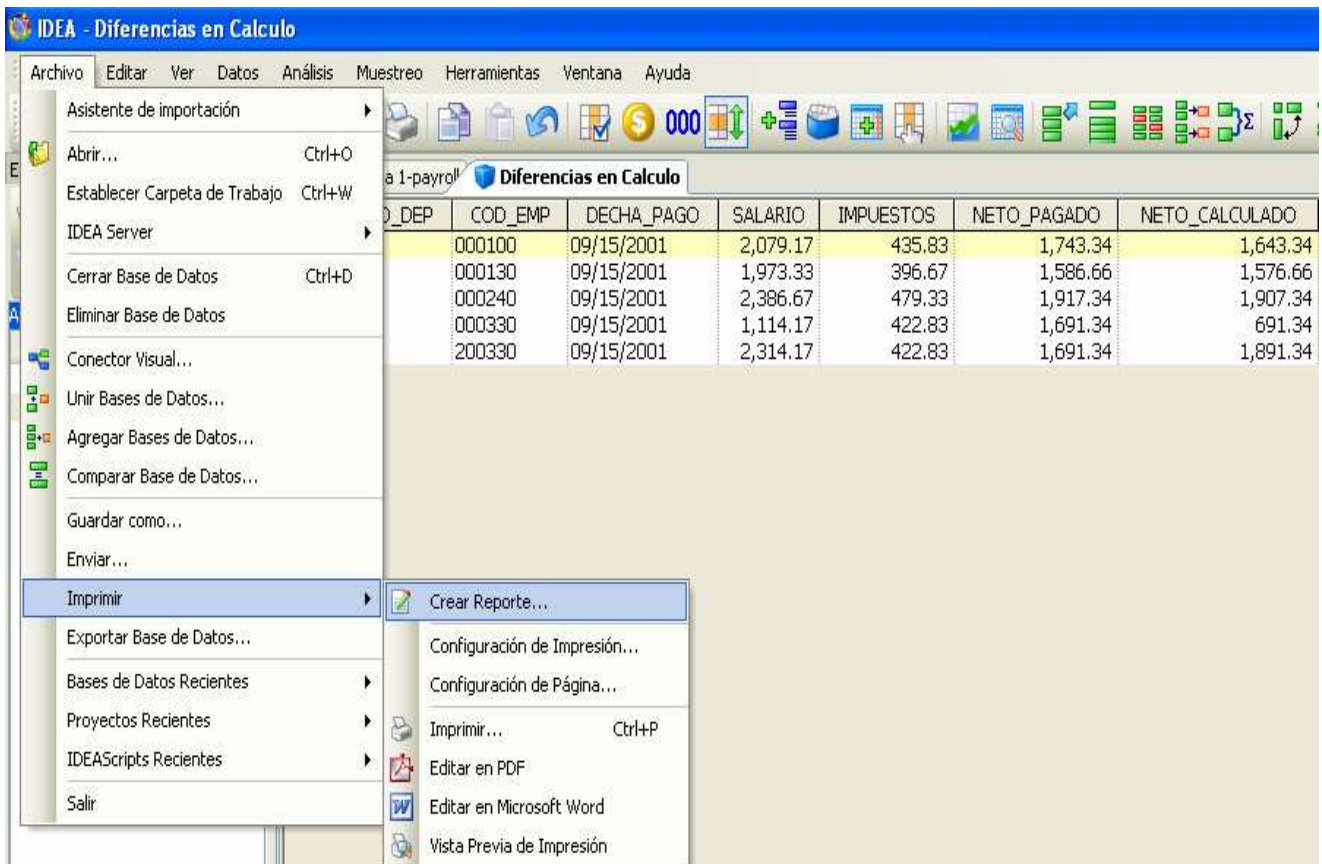 IDEA - Diferencias en Calculo
Archivo Editar Ver Datos Análisis Muestreo Herramientas Ventana Ayuda
Asistente de importación
000
Abrir... Ctrl+O
Establecer Carpeta de Trabajo Ctrl+W
IDEA Server
Cerrar Base de Datos Ctrl+D
Eliminar Base de Datos
Conector Visual...
Unir Bases de Datos...
Agregar Bases de Datos...
Comparar Base de Datos...
Guardar como...
Enviar...
Imprimir
Exportar Base de Datos...
Bases de Datos Recientes
Proyectos Recientes
IDEAScripts Recientes
Salir
Crear Reporte...
Configuración de Impresión...
Configuración de Página...
Imprimir... Ctrl+P
Editar en PDF
Editar en Microsoft Word
Vista Previa de Impresión
a 1-payroll Diferencias en Calculo
_DEP COD_EMP DECHA_PAGO SALARIO IMPUESTOS NETO_PAGADO NETO_CALCULADO
000100 09/15/2001 2,079.17 435.83 1,743.34 1,643.34
000130 09/15/2001 1,973.33 396.67 1,586.66 1,576.66
000240 09/15/2001 2,386.67 479.33 1,917.34 1,907.34
000330 09/15/2001 1,114.17 422.83 1,691.34 691.34
200330 09/15/2001 2,314.17 422.83 1,691.34 1,891.34